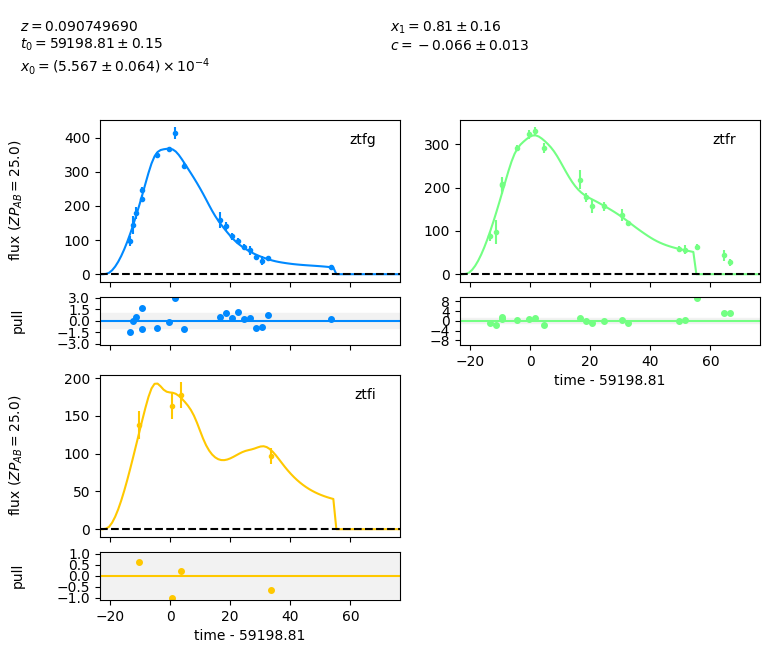 z = 0.090749690
t₀ = 59198.81 ± 0.15
x₀ = (5.567 ± 0.064) × 10⁻⁴
x₁ = 0.81 ± 0.16
c = −0.066 ± 0.013
flux (ZP_AB = 25.0)
400
300
200
100
0
ztfg
300
200
100
0
ztfr
pull
3.0
1.5
0.0
−1.5
−3.0
8
4
0
−4
−8
−20 0 20 40 60
time - 59198.81
flux (ZP_AB = 25.0)
200
150
100
50
0
ztfi
pull
1.0
0.5
0.0
−0.5
−1.0
−20 0 20 40 60
time - 59198.81